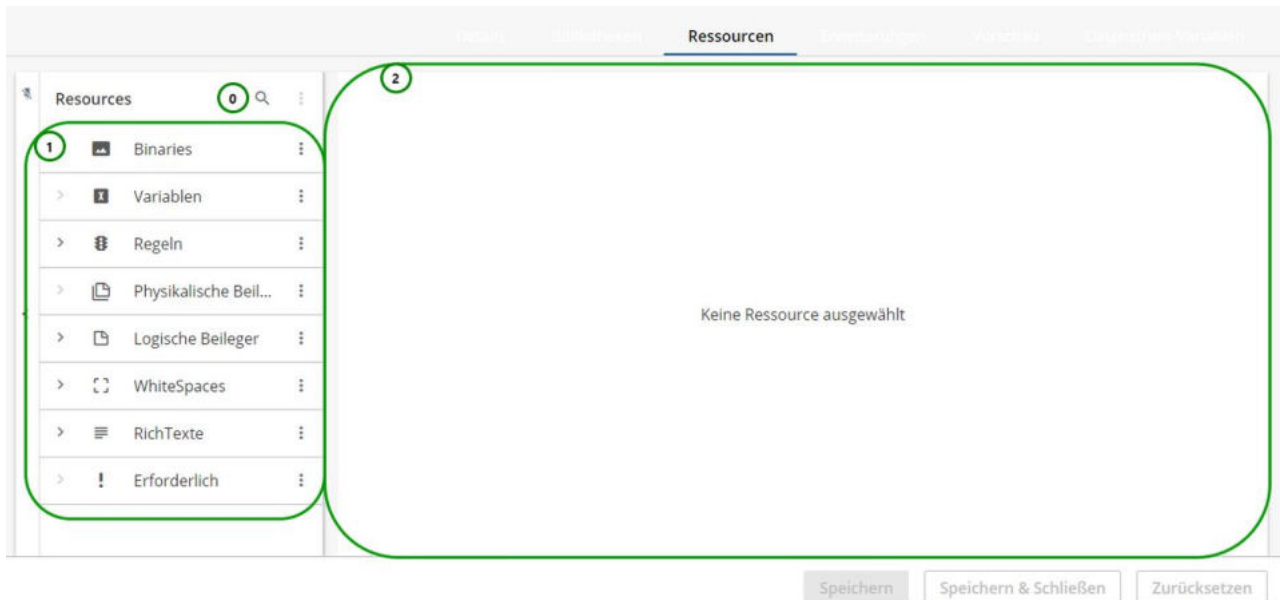 Ressourcen
2
Resources
0
1
Binaries
Variablen
Regeln
Physikalische Beil...
Logische Beileger
WhiteSpaces
RichTexte
Erforderlich
Keine Ressource ausgewählt
Speichern
Speichern & Schließen
Zurücksetzen